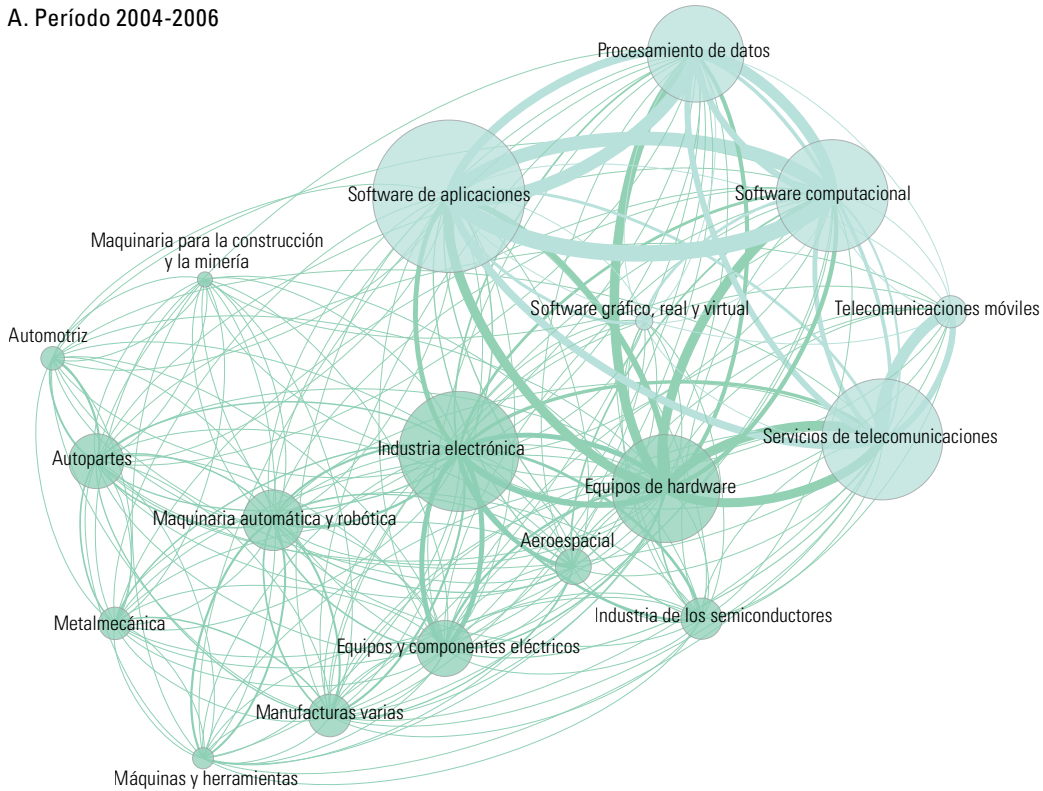 A. Período 2004-2006
Procesamiento de datos
Software de aplicaciones
Software computacional
Maquinaria para la construcción
y la minería
Software gráfico, real y virtual
Telecomunicaciones móviles
Automotriz
Autopartes
Industria electrónica
Servicios de telecomunicaciones
Equipos de hardware
Maquinaria automática y robótica
Aeroespacial
Metalmecánica
Industria de los semiconductores
Equipos y componentes eléctricos
Manufacturas varias
Máquinas y herramientas